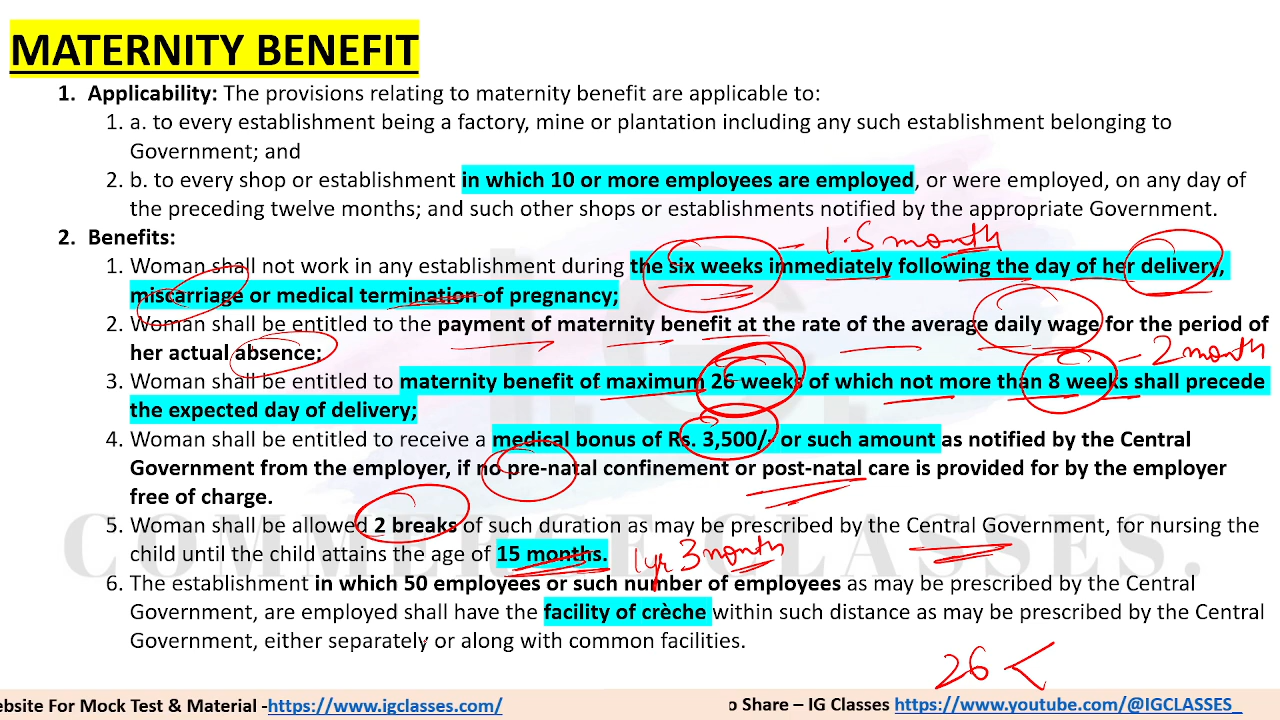 MATERNITY BENEFIT
1. Applicability: The provisions relating to maternity benefit are applicable to:
1. a. to every establishment being a factory, mine or plantation including any such establishment belonging to
Government; and
2. b. to every shop or establishment in which 10 or more employees are employed, or were employed, on any day of
the preceding twelve months; and such other shops or establishments notified by the appropriate Government.
2. Benefits:
1.5 month
1. Woman shall not work in any establishment during the six weeks immediately following the day of her delivery,
miscarriage or medical termination of pregnancy;
2. Woman shall be entitled to the payment of maternity benefit at the rate of the average daily wage for the period of
her actual absence;
2 month
3. Woman shall be entitled to maternity benefit of maximum 26 weeks of which not more than 8 weeks shall precede
the expected day of delivery;
4. Woman shall be entitled to receive a medical bonus of Rs. 3,500/- or such amount as notified by the Central
Government from the employer, if no pre-natal confinement or post-natal care is provided for by the employer
free of charge.
5. Woman shall be allowed 2 breaks of such duration as may be prescribed by the Central Government, for nursing the
child until the child attains the age of 15 months. 1 yr 3 month
6. The establishment in which 50 employees or such number of employees as may be prescribed by the Central
Government, are employed shall have the facility of crèche within such distance as may be prescribed by the Central
Government, either separately or along with common facilities.
26 <
I.G.
COMMERCE CLASSES.
ebsite For Mock Test & Material -https://www.igclasses.com/
o Share – IG Classes https://www.youtube.com/@IGCLASSES_